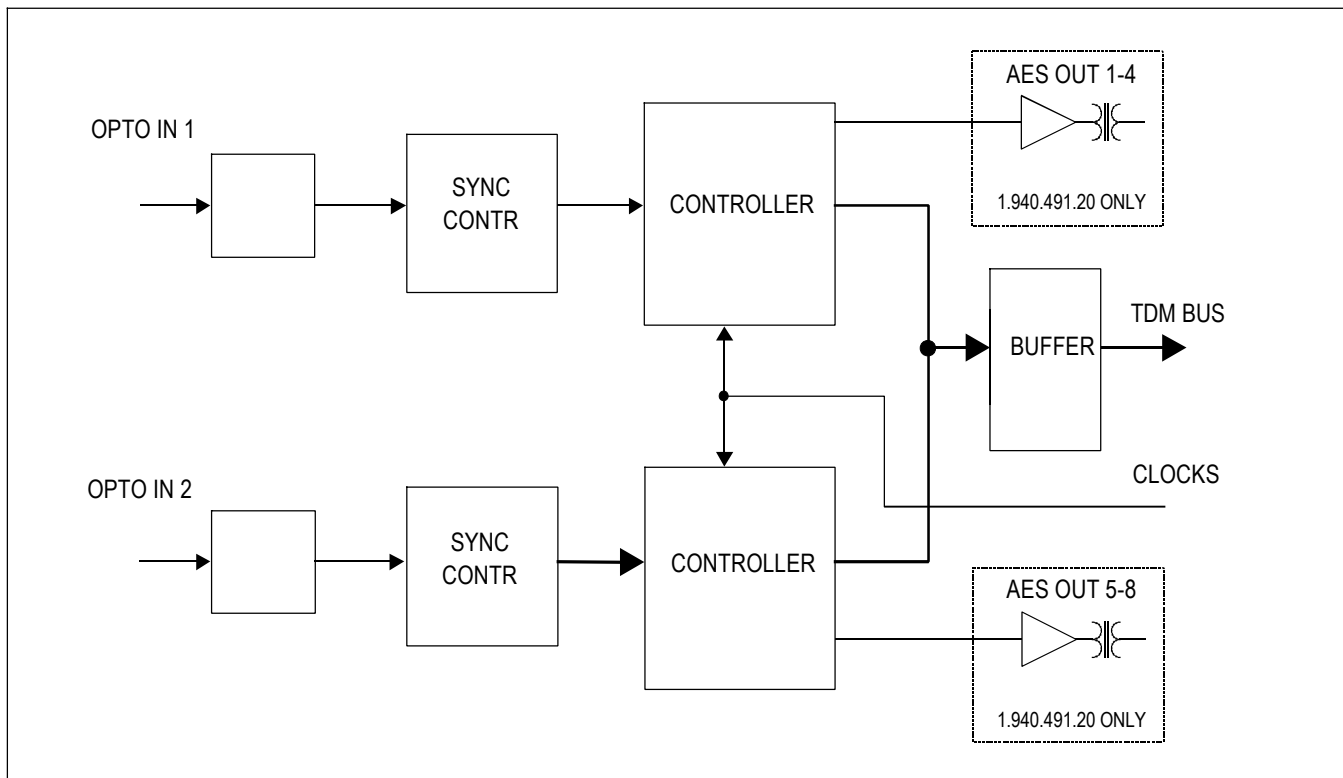 AES OUT 1-4
OPTO IN 1
SYNC
CONTR
CONTROLLER
1.940.491.20 ONLY
TDM BUS
BUFFER
CLOCKS
OPTO IN 2
SYNC
CONTR
CONTROLLER
AES OUT 5-8
1.940.491.20 ONLY